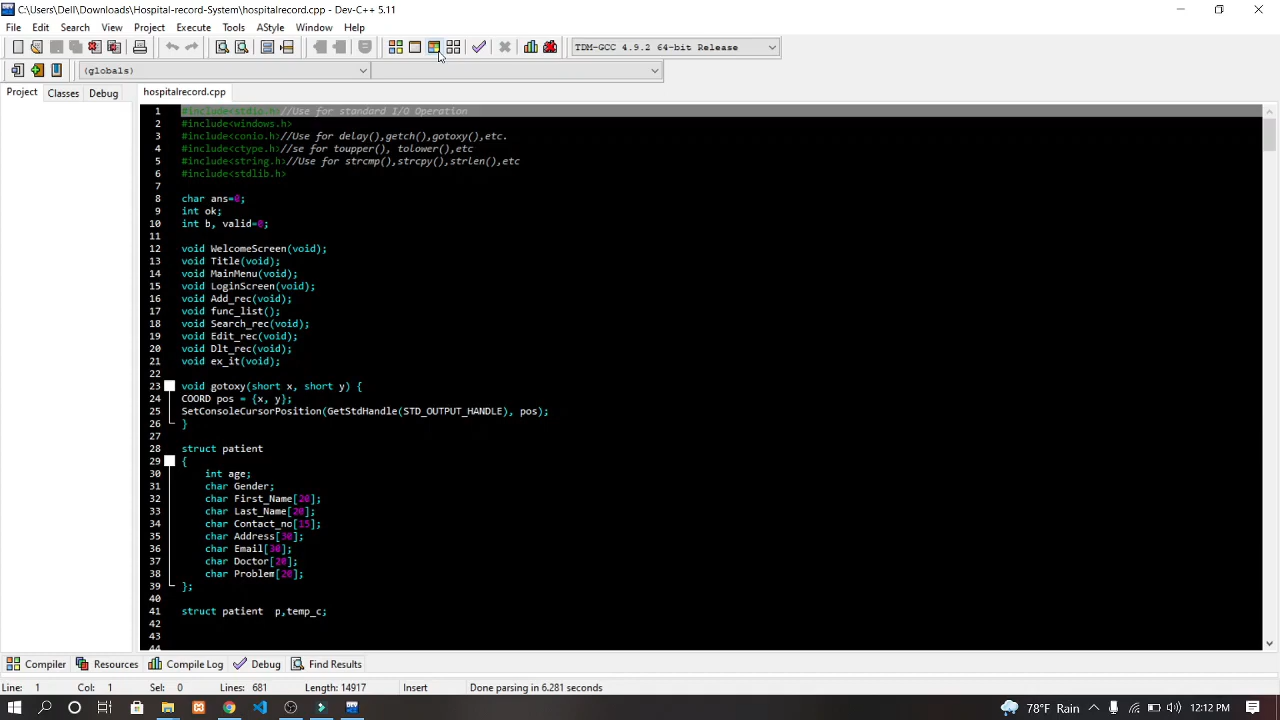 C:\Users\Dell\Downloads\Hospital-record-System\hospitalrecord.cpp - Dev-C++ 5.11
File Edit Search View Project Execute Tools AStyle Window Help
TDM-GCC 4.9.2 64-bit Release
(globals)
Project Classes Debug hospitalrecord.cpp
1 #include<stdio.h>//Use for standard I/O Operation
2 #include<windows.h>
3 #include<conio.h>//Use for delay(),getch(),gotoxy(),etc.
4 #include<ctype.h>//se for toupper(), tolower(),etc
5 #include<string.h>//Use for strcmp(),strcpy(),strlen(),etc
6 #include<stdlib.h>
7
8 char ans=0;
9 int ok;
10 int b, valid=0;
11
12 void WelcomeScreen(void);
13 void Title(void);
14 void MainMenu(void);
15 void LoginScreen(void);
16 void Add_rec(void);
17 void func_list();
18 void Search_rec(void);
19 void Edit_rec(void);
20 void Dlt_rec(void);
21 void ex_it(void);
22
23 void gotoxy(short x, short y) {
24 COORD pos = {x, y};
25 SetConsoleCursorPosition(GetStdHandle(STD_OUTPUT_HANDLE), pos);
26 }
27
28 struct patient
29 {
30 int age;
31 char Gender;
32 char First_Name[20];
33 char Last_Name[20];
34 char Contact_no[15];
35 char Address[30];
36 char Email[30];
37 char Doctor[20];
38 char Problem[20];
39 };
40
41 struct patient p,temp_c;
42
43
44
Compiler Resources Compile Log Debug Find Results
Line: 1 Col: 1 Sel: 0 Lines: 681 Length: 14917 Insert Done parsing in 6.281 seconds
78°F Rain 12:12 PM